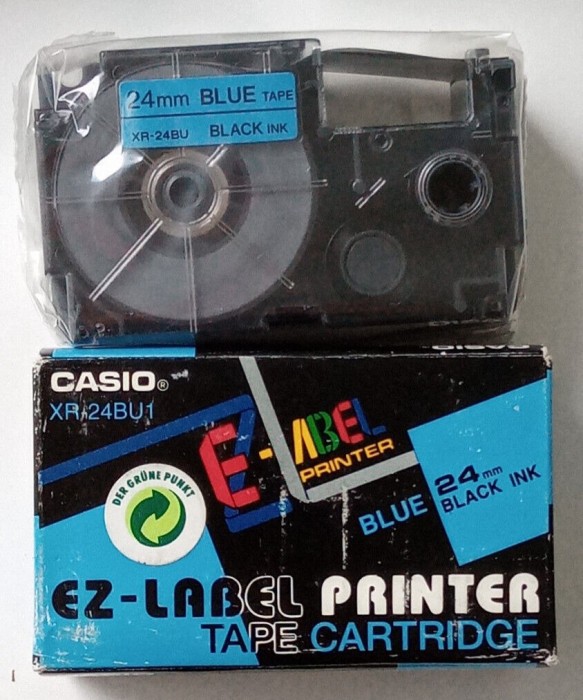 24mm BLUE TAPE
XR-24BU BLACK INK
CASIO®
XR-24BU1
E-LABEL
PRINTER
DER GRÜNE PUNKT
BLUE 24mm
BLACK INK
EZ-LABEL PRINTER
TAPE CARTRIDGE